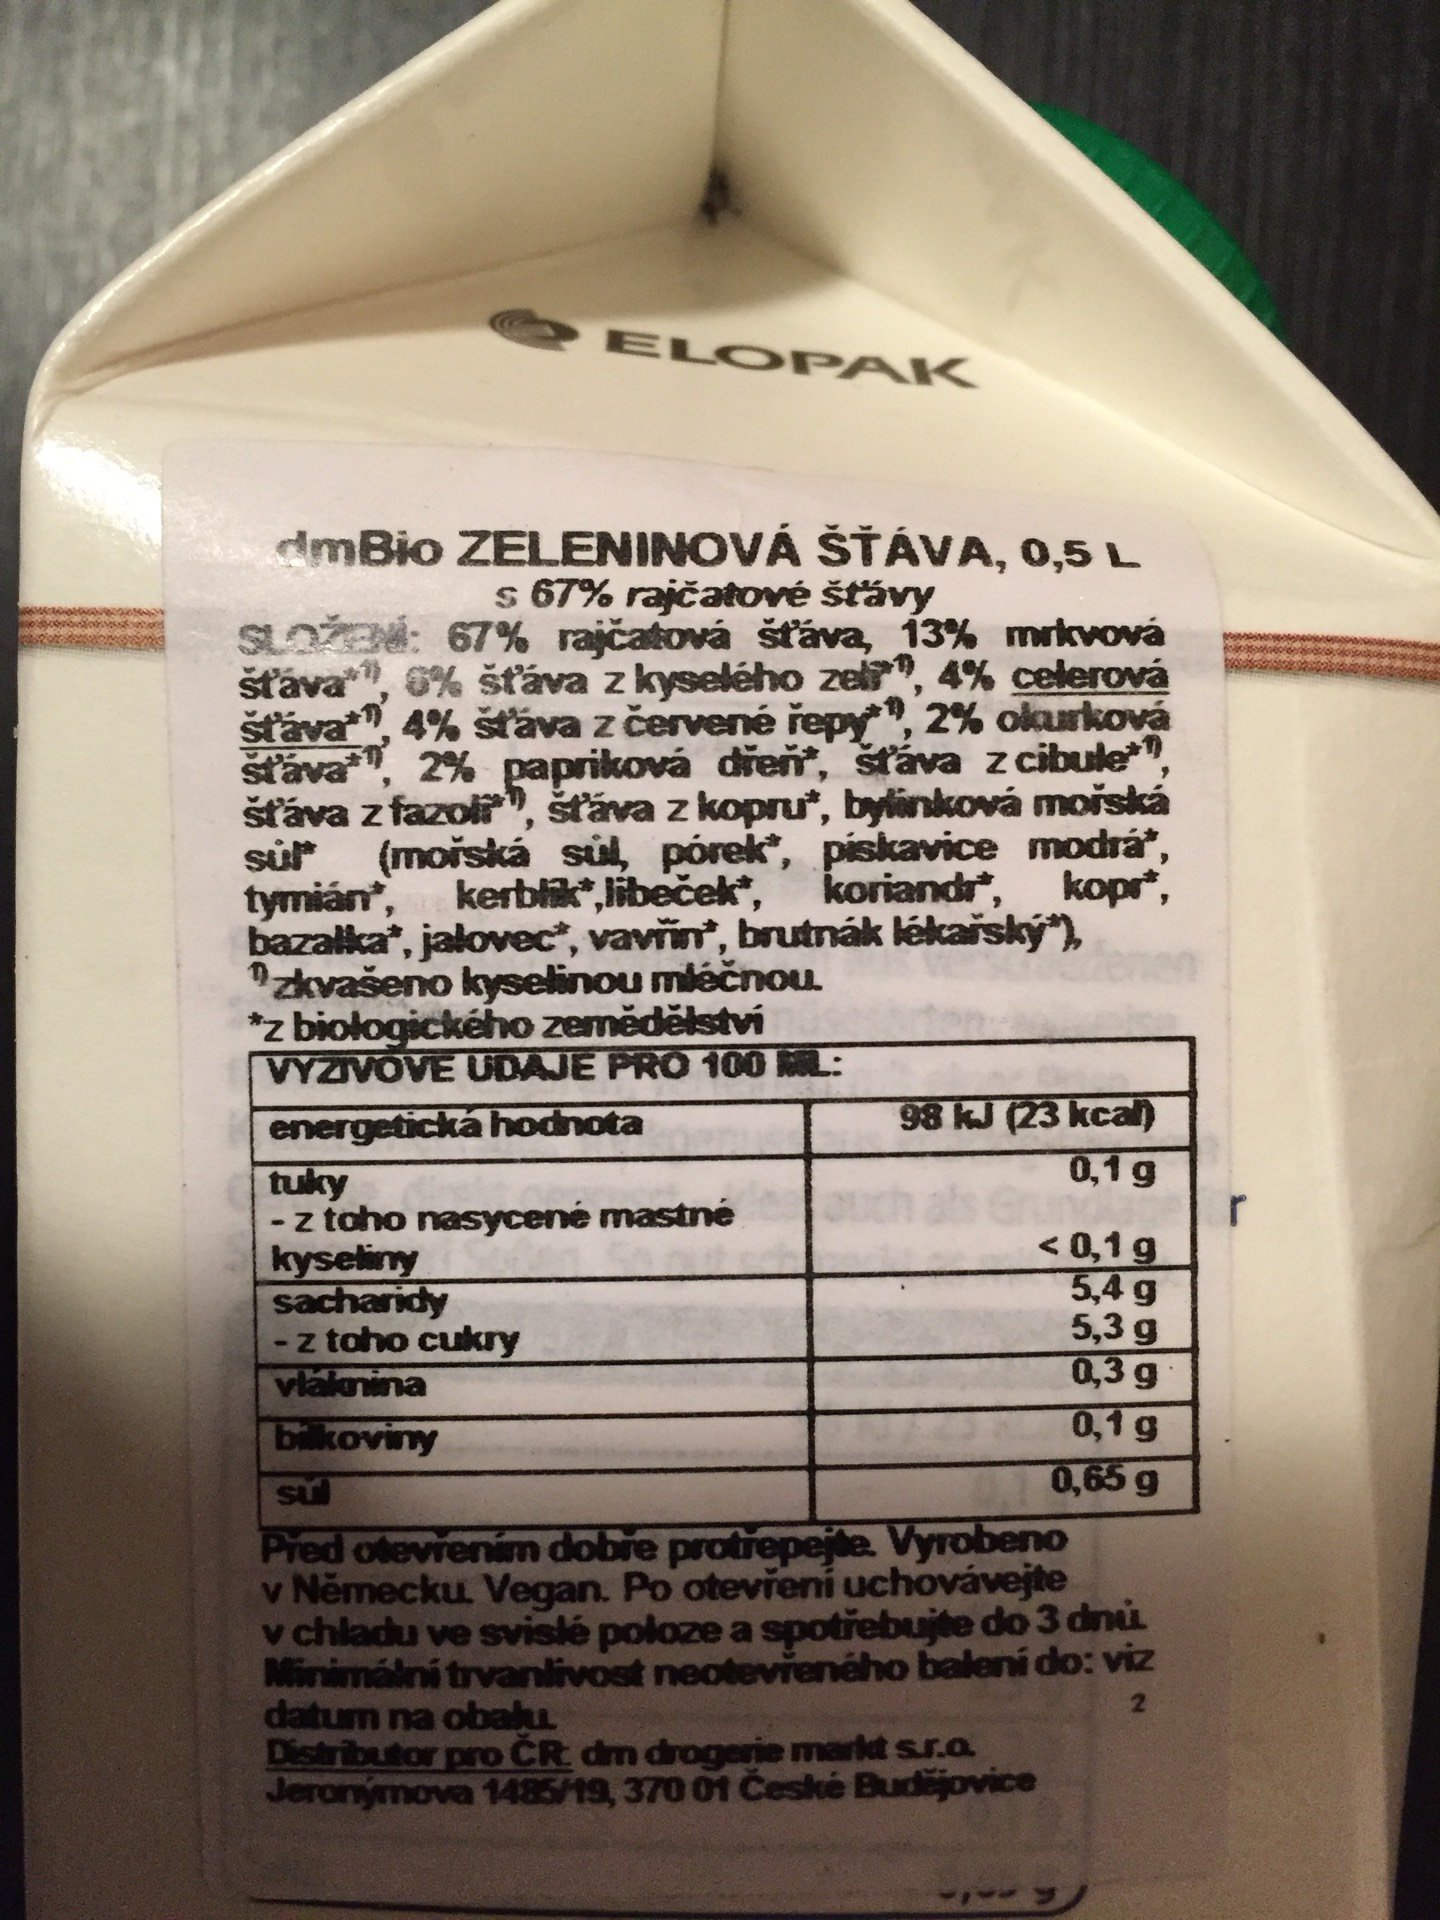 ELOPAK
dmBio ZELENINOVÁ ŠŤÁVA, 0,5 L
s 67% rajčatové šťávy
SLOŽENÍ: 67% rajčatová šťáva, 13% mrkvová
šťáva*¹⁾, 6% šťáva z kyselého zelí*¹⁾, 4% celerová
šťáva*¹⁾, 4% šťáva z červené řepy*¹⁾, 2% okurková
šťáva*¹⁾, 2% papriková dřeň*, šťáva z cibule*¹⁾,
šťáva z fazolí*¹⁾, šťáva z kopru*, bylinková mořská
sůl* (mořská sůl, pórek*, pískavice modrá*,
tymián*, kerblík*,libeček*, koriandr*, kopr*,
bazalka*, jalovec*, vavřín*, brutnák lékařský*),
¹⁾ zkvašeno kyselinou mléčnou.
*z biologického zemědělství
VÝŽIVOVÉ ÚDAJE PRO 100 ML:
energetická hodnota 98 kJ (23 kcal)
tuky 0,1 g
- z toho nasycené mastné
kyseliny < 0,1 g
sacharidy 5,4 g
- z toho cukry 5,3 g
vláknina 0,3 g
bílkoviny 0,1 g
sůl 0,65 g
Před otevřením dobře protřepejte. Vyrobeno
v Německu. Vegan. Po otevření uchovávejte
v chladu ve svislé poloze a spotřebujte do 3 dnů.
Minimální trvanlivost neotevřeného balení do: viz
datum na obalu. 2
Distributor pro ČR: dm drogerie markt s.r.o.
Jeronýmova 1485/19, 370 01 České Budějovice